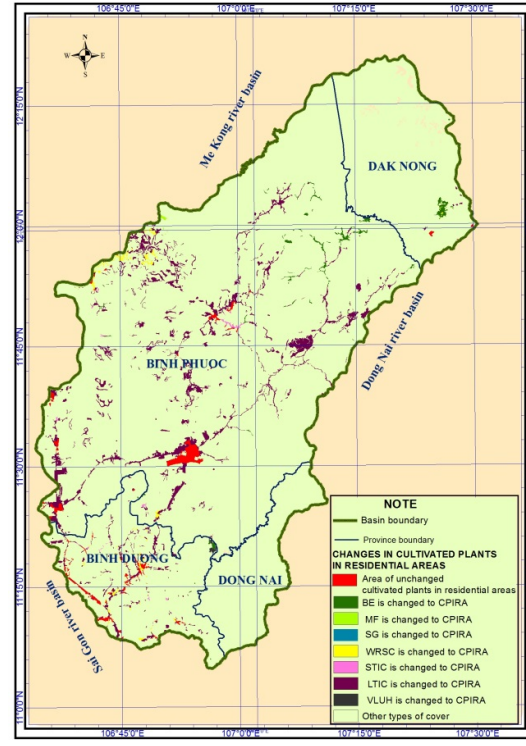 106°45'0"E 107°0'0"E 107°15'0"E 107°30'0"E
N
W E
S
12°15'0"N
12°0'0"N
11°45'0"N
11°30'0"N
11°15'0"N
11°0'0"N
Me Kong river basin
DAK NONG
Dong Nai river basin
BINH PHUOC
BINH DUONG
DONG NAI
Sai Gon river basin
NOTE
Basin boundary
Province boundary
CHANGES IN CULTIVATED PLANTS
IN RESIDENTIAL AREAS
Area of unchanged
cultivated plants in residential areas
BE is changed to CPIRA
MF is changed to CPIRA
SG is changed to CPIRA
WRSC is changed to CPIRA
STIC is changed to CPIRA
LTIC is changed to CPIRA
VLUH is changed to CPIRA
Other types of cover
106°45'0"E 107°0'0"E 107°15'0"E 107°30'0"E